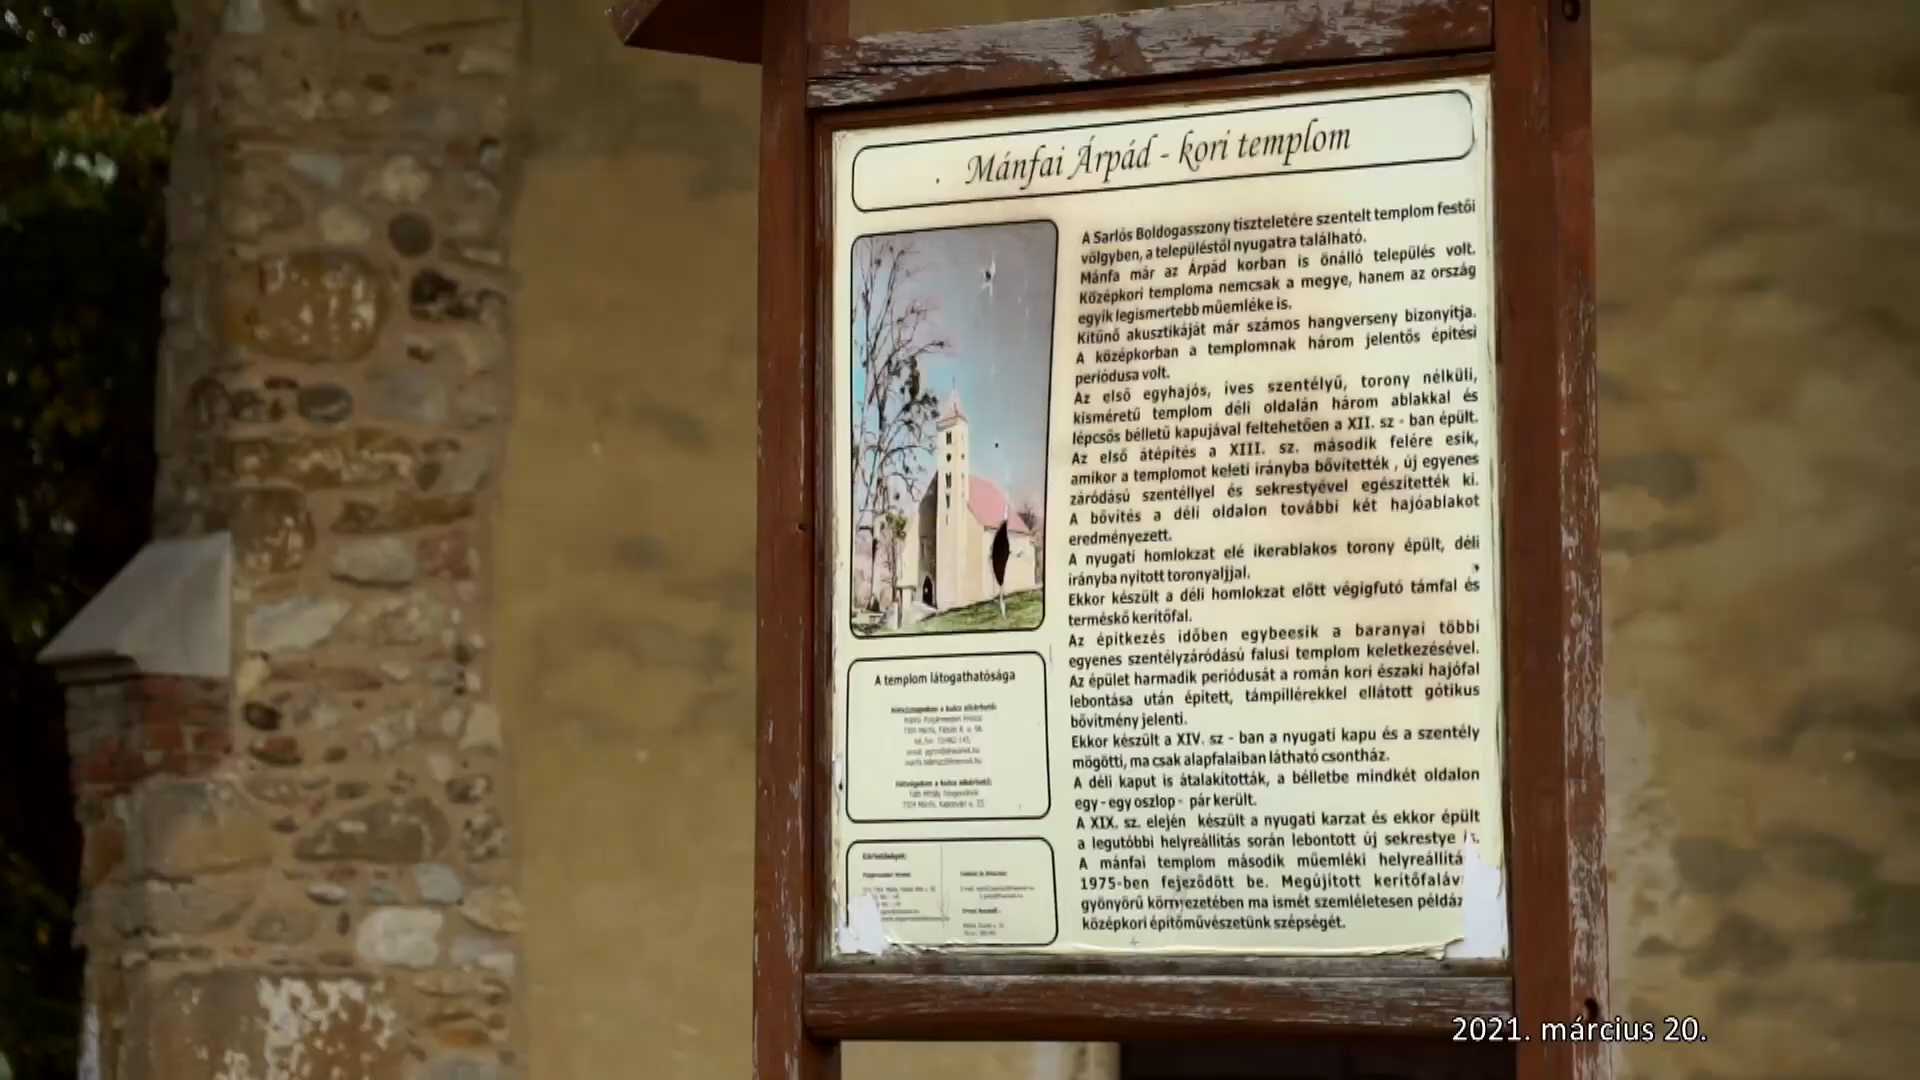 Mánfai Árpád - kori templom
A Sarlós Boldogasszony tiszteletére szentelt templom festői
völgyben, a településtől nyugatra található.
Mánfa már az Árpád korban is önálló település volt.
Középkori temploma nemcsak a megye, hanem az ország
egyik legismertebb műemléke is.
Kitűnő akusztikáját már számos hangverseny bizonyítja.
A középkorban a templomnak három jelentős építési
periódusa volt.
Az első egyhajós, íves szentélyű, torony nélküli,
kisméretű templom déli oldalán három ablakkal és
lépcsős bélletű kapujával feltehetően a XII. sz - ban épült.
Az első átépítés a XIII. sz. második felére esik,
amikor a templomot keleti irányba bővítették , új egyenes
záródású szentéllyel és sekrestyével egészítették ki.
A bővítés a déli oldalon további két hajóablakot
eredményezett.
A nyugati homlokzat elé ikerablakos torony épült, déli
irányba nyitott toronyaljjal.
Ekkor készült a déli homlokzat előtt végigfutó támfal és
terméskő kerítőfal.
Az építkezés időben egybeesik a baranyai többi
egyenes szentélyzáródású falusi templom keletkezésével.
Az épület harmadik periódusát a román kori északi hajófal
lebontása után épített, támpillérekkel ellátott gótikus
bővítmény jelenti.
Ekkor készült a XIV. sz - ban a nyugati kapu és a szentély
mögötti, ma csak alapfalaiban látható csontház.
A déli kaput is átalakították, a bélletbe mindkét oldalon
egy - egy oszlop - pár került.
A XIX. sz. elején készült a nyugati karzat és ekkor épült
a legutóbbi helyreállítás során lebontott új sekrestye is.
A mánfai templom második műemléki helyreállítá
1975-ben fejeződött be. Megújított kerítőfaláv
gyönyörű környezetében ma ismét szemléletesen példáz
középkori építőművészetünk szépségét.
A templom látogathatósága
Hétköznapokon a kulcs elkérhető:
Hétvégeken a kulcs elkérhető:
Elérhetőségek:
2021. március 20.